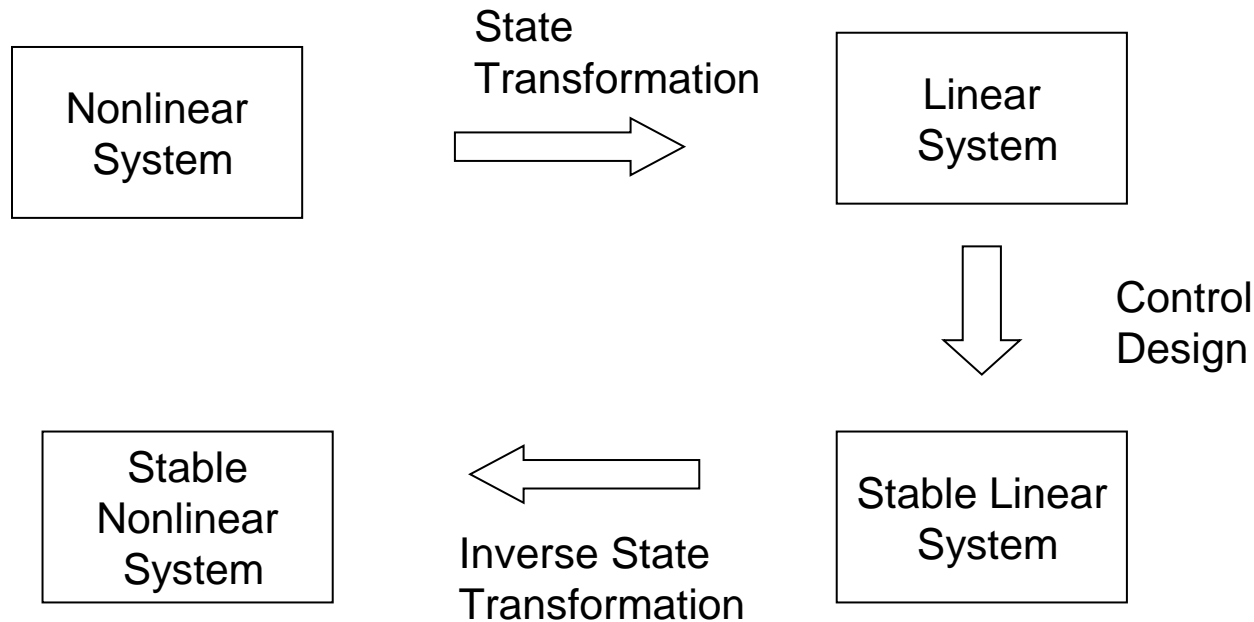 Nonlinear
System
State
Transformation
Linear
System
Control
Design
Stable Linear
System
Inverse State
Transformation
Stable
Nonlinear
System